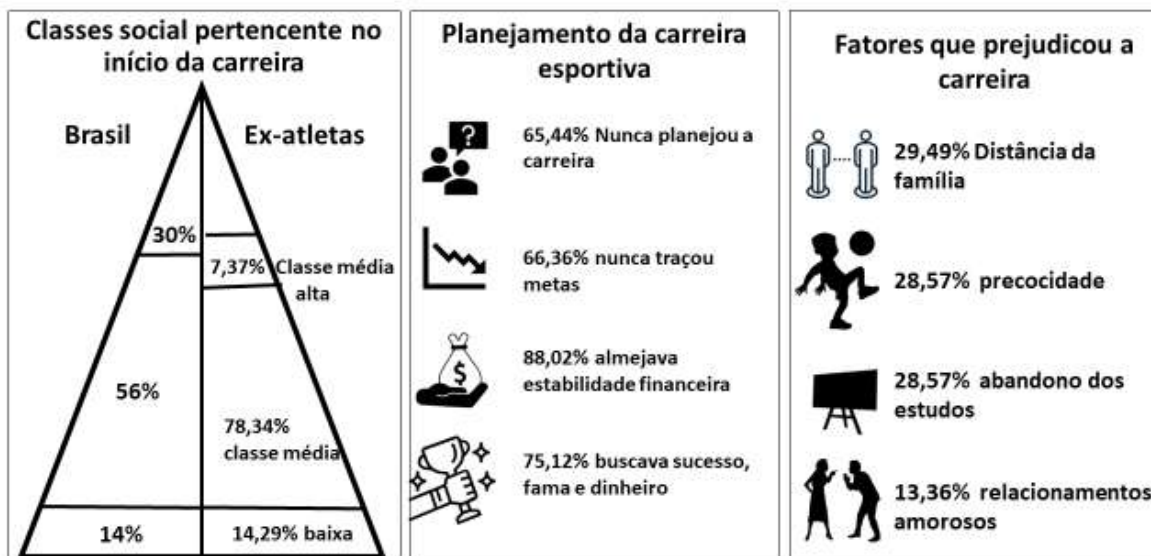 Classes social pertencente no
início da carreira
Brasil
Ex-atletas
30%
7,37% Classe média
alta
56%
78,34%
classe média
14%
14,29% baixa
Planejamento da carreira
esportiva
?
65,44% Nunca planejou a
carreira
66,36% nunca traçou
metas
$
88,02% almejava
estabilidade financeira
75,12% buscava sucesso,
fama e dinheiro
Fatores que prejudicou a
carreira
29,49% Distância da
família
28,57% precocidade
28,57% abandono dos
estudos
13,36% relacionamentos
amorosos